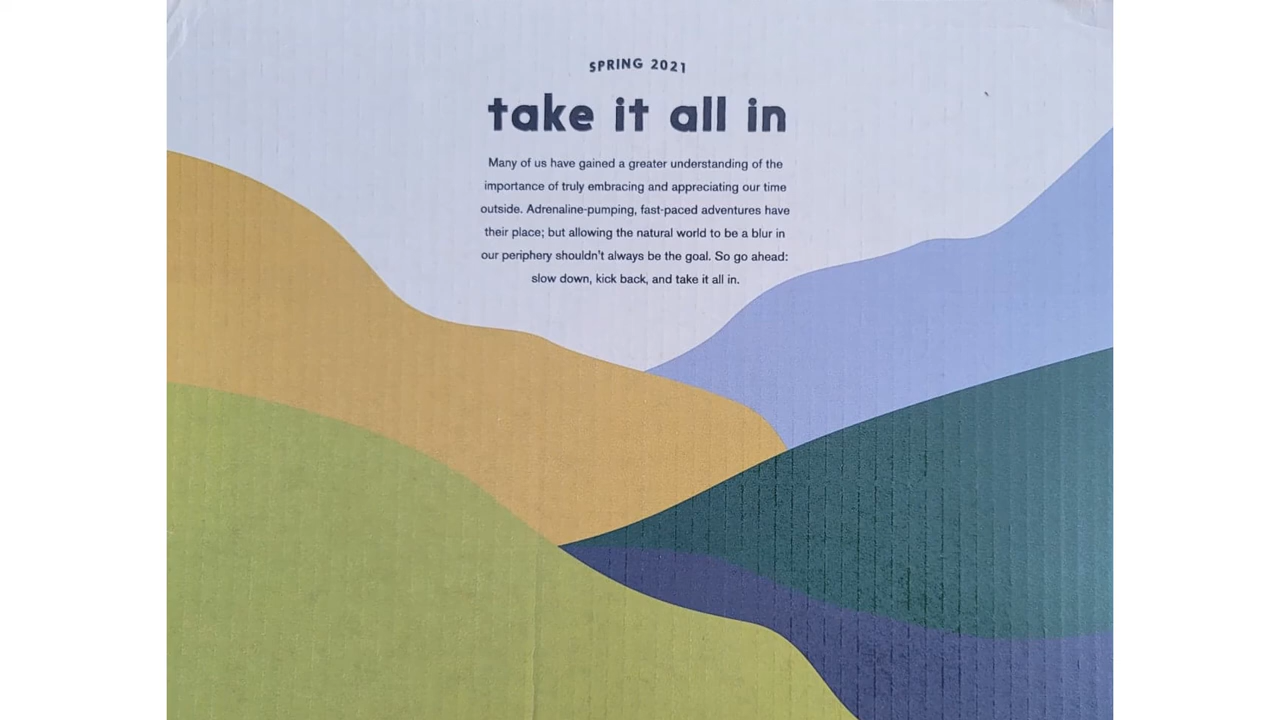 SPRING 2021
take it all in
Many of us have gained a greater understanding of the
importance of truly embracing and appreciating our time
outside. Adrenaline-pumping, fast-paced adventures have
their place; but allowing the natural world to be a blur in
our periphery shouldn't always be the goal. So go ahead:
slow down, kick back, and take it all in.